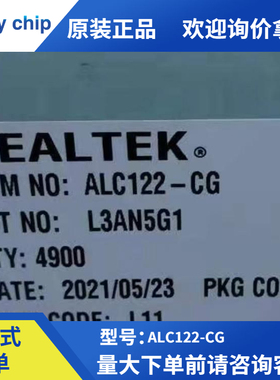 y chip
原装正品 欢迎询价拿
EALTEK®
M NO: ALC122-CG
T NO: L3AN5G1
TY: 4900
ATE: 2021/05/23 PKG CO
CODE: L11
式
单
型号: ALC122-CG
量大下单前请咨询客